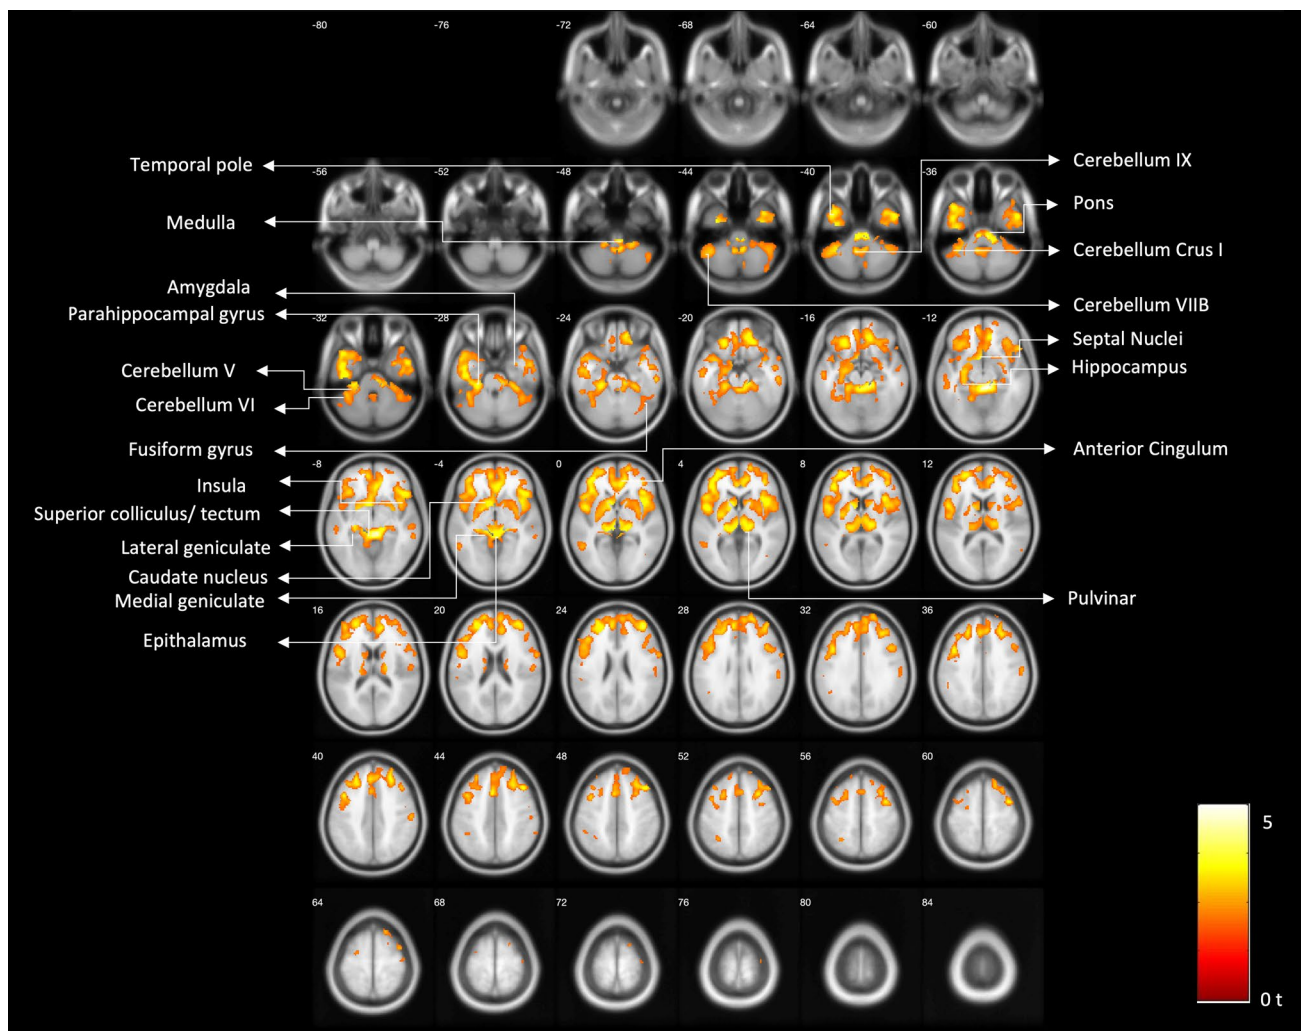 -80 -76 -72 -68 -64 -60
Temporal pole
Cerebellum IX
-56 -52 -48 -44 -40 -36
Pons
Medulla
Cerebellum Crus I
Amygdala
Cerebellum VIIB
Parahippocampal gyrus
-32 -28 -24 -20 -16 -12
Septal Nuclei
Hippocampus
Cerebellum V
Cerebellum VI
Fusiform gyrus
Anterior Cingulum
-8 -4 0 4 8 12
Insula
Superior colliculus/ tectum
Lateral geniculate
Caudate nucleus
Medial geniculate
Pulvinar
16 20 24 28 32 36
Epithalamus
40 44 48 52 56 60
5
64 68 72 76 80 84
0 t